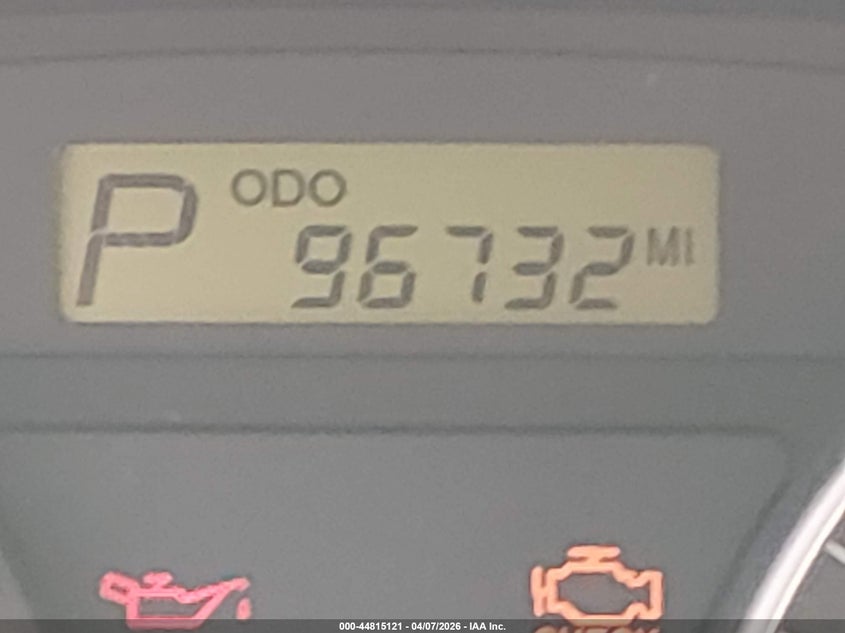 P ODO
96732 MI
000-44815121 - 04/07/2026 - IAA Inc.